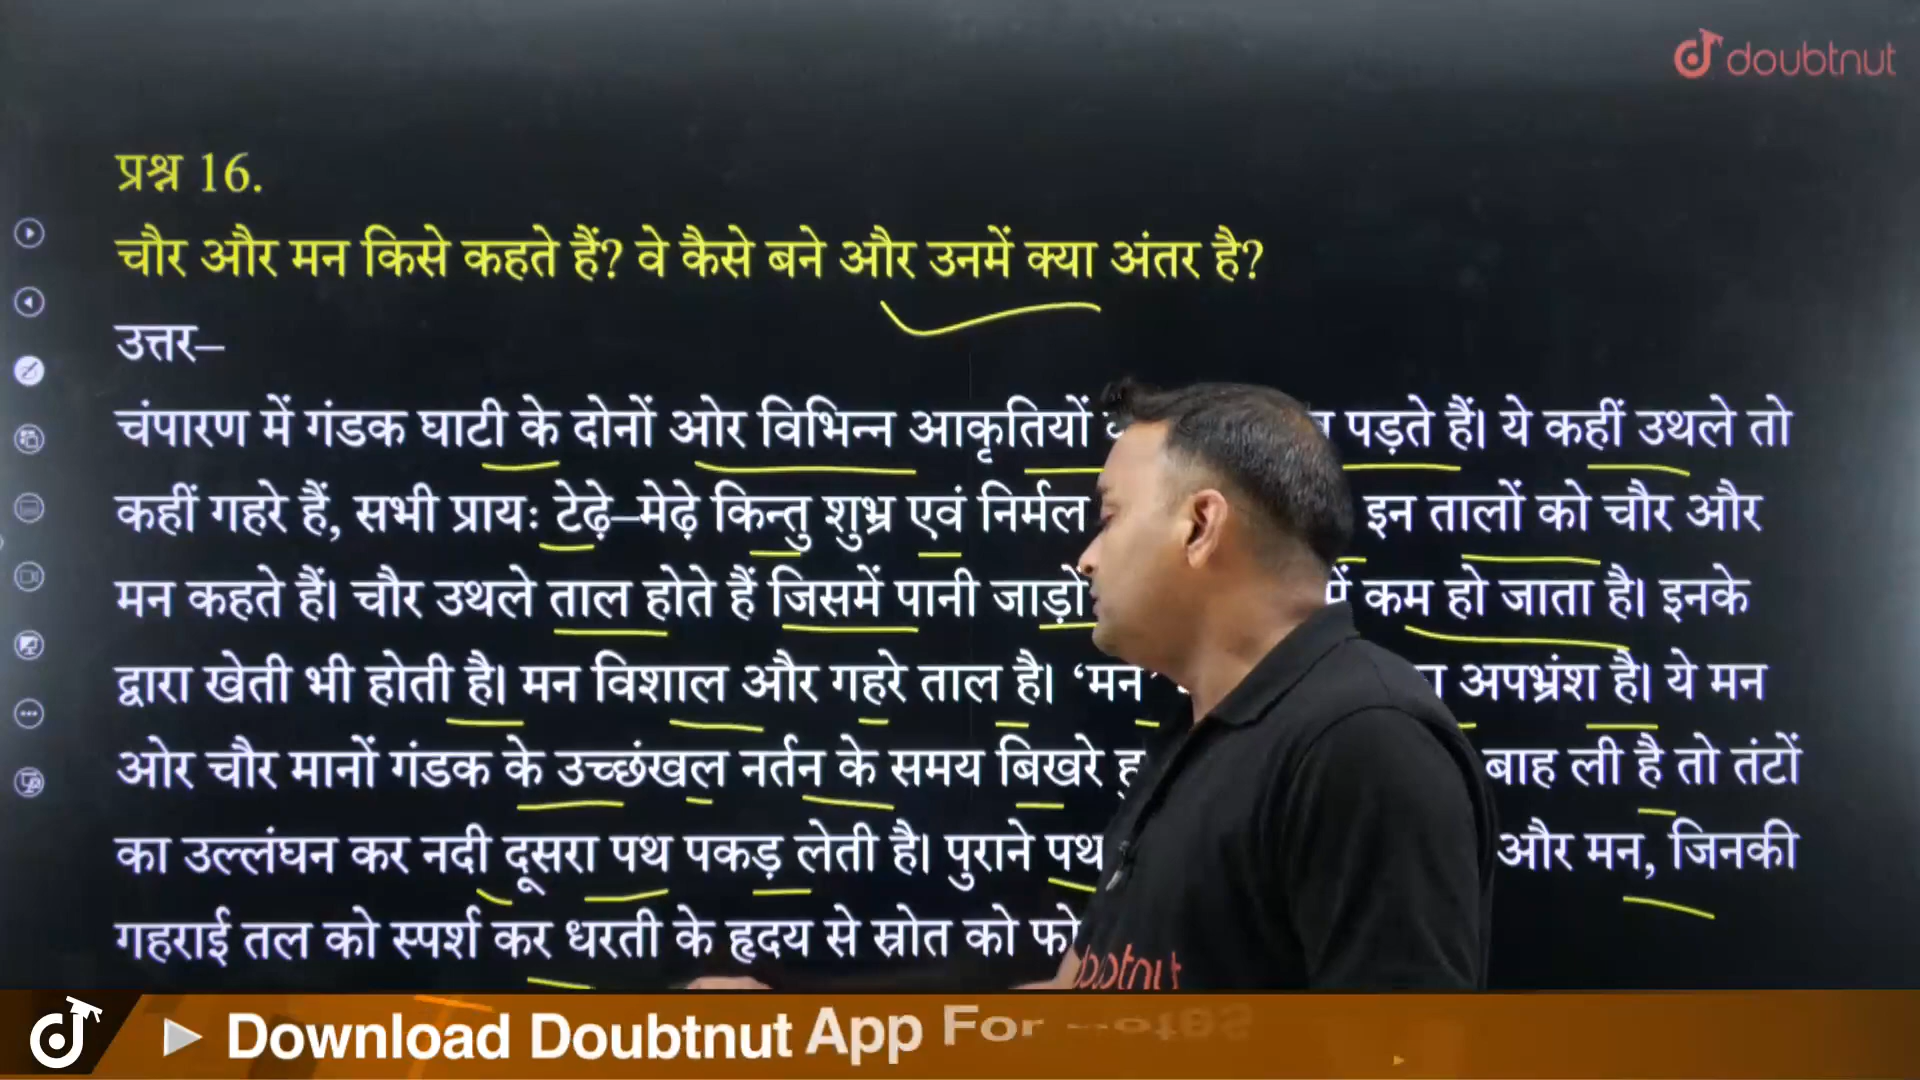 doubtnut
प्रश्न 16.
चौर और मन किसे कहते हैं? वे कैसे बने और उनमें क्या अंतर है?
उत्तर–
चंपारण में गंडक घाटी के दोनों ओर विभिन्न आकृतियों पड़ते हैं। ये कहीं उथले तो
कहीं गहरे हैं, सभी प्रायः टेढ़े–मेढ़े किन्तु शुभ्र एवं निर्मल इन तालों को चौर और
मन कहते हैं। चौर उथले ताल होते हैं जिसमें पानी जाड़ों में कम हो जाता है। इनके
द्वारा खेती भी होती है। मन विशाल और गहरे ताल है। ‘मन’ अपभ्रंश है। ये मन
ओर चौर मानों गंडक के उच्छंखल नर्तन के समय बिखरे बाह ली है तो तंटों
का उल्लंघन कर नदी दूसरा पथ पकड़ लेती है। पुराने पथ और मन, जिनकी
गहराई तल को स्पर्श कर धरती के हृदय से स्रोत को
doubtnut
Download Doubtnut App For